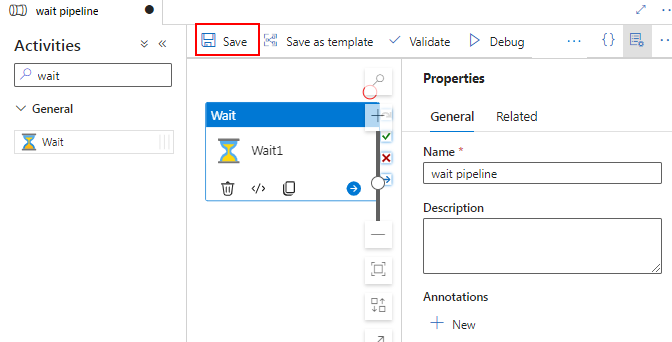 wait pipeline
Activities
wait
General
Wait
Save
Save as template
Validate
Debug
Wait
Wait1
Properties
General
Related
Name *
wait pipeline
Description
Annotations
New